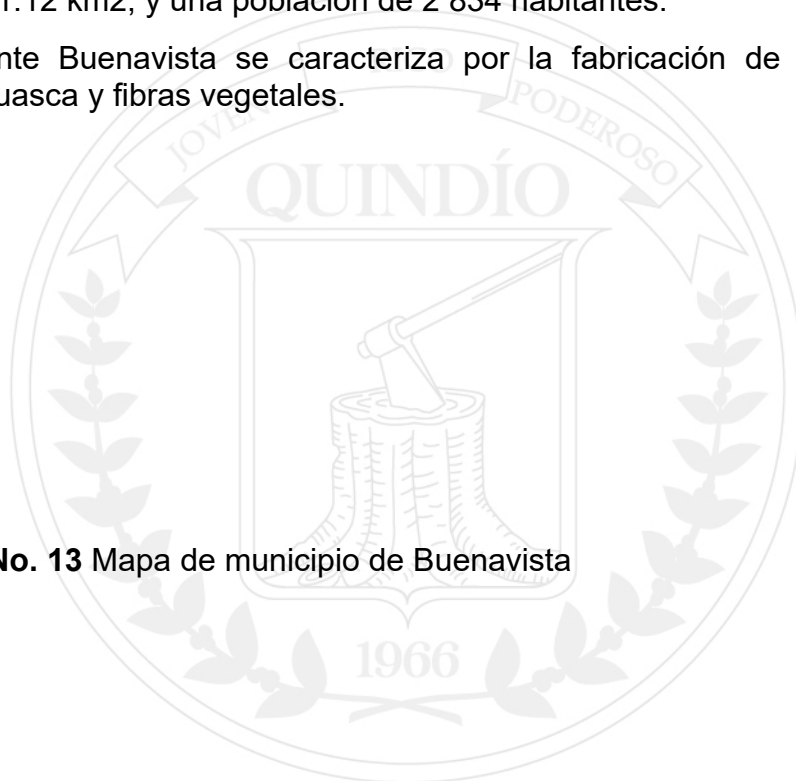 1.12 km2, y una población de 2 834 habitantes.
nte Buenavista se caracteriza por la fabricación de
uasca y fibras vegetales.
JOVEN PODEROSO
QUINDÍO
No. 13 Mapa de municipio de Buenavista
1966